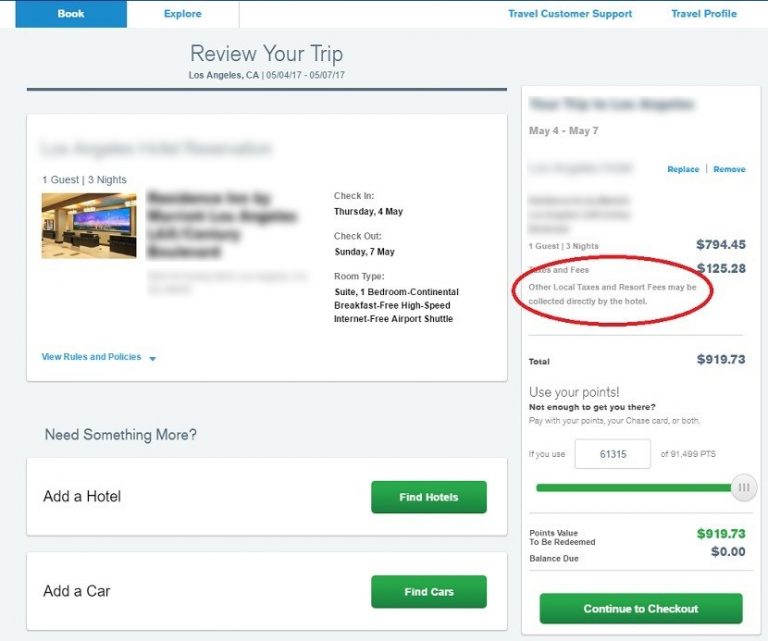 Book
Explore
Travel Customer Support
Travel Profile
Review Your Trip
Los Angeles, CA | 05/04/17 - 05/07/17
1 Guest | 3 Nights
Check In:
Thursday, 4 May
Check Out:
Sunday, 7 May
Room Type:
Suite, 1 Bedroom-Continental
Breakfast-Free High-Speed
Internet-Free Airport Shuttle
View Rules and Policies
Need Something More?
Add a Hotel
Find Hotels
Add a Car
Find Cars
May 4 - May 7
Replace | Remove
1 Guest | 3 Nights $794.45
Taxes and Fees $125.28
Other Local Taxes and Resort Fees may be
collected directly by the hotel.
Total $919.73
Use your points!
Not enough to get you there?
Pay with your points, your Chase card, or both.
If you use 61315 of 91,499 PTS
Points Value
To Be Redeemed $919.73
Balance Due $0.00
Continue to Checkout